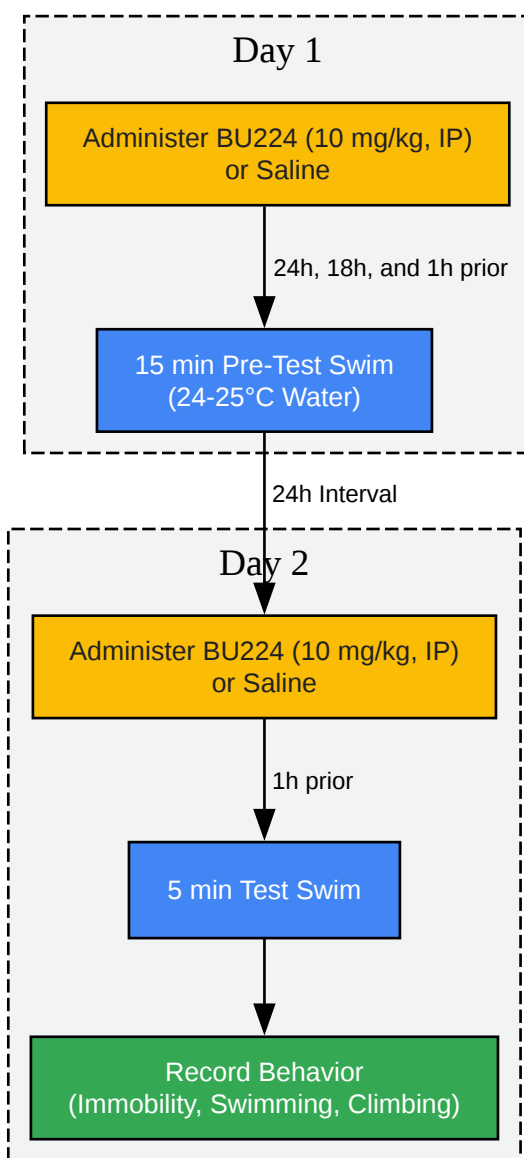 Day 1
Administer BU224 (10 mg/kg, IP)
or Saline
24h, 18h, and 1h prior
15 min Pre-Test Swim
(24-25°C Water)
24h Interval
Day 2
Administer BU224 (10 mg/kg, IP)
or Saline
1h prior
5 min Test Swim
Record Behavior
(Immobility, Swimming, Climbing)